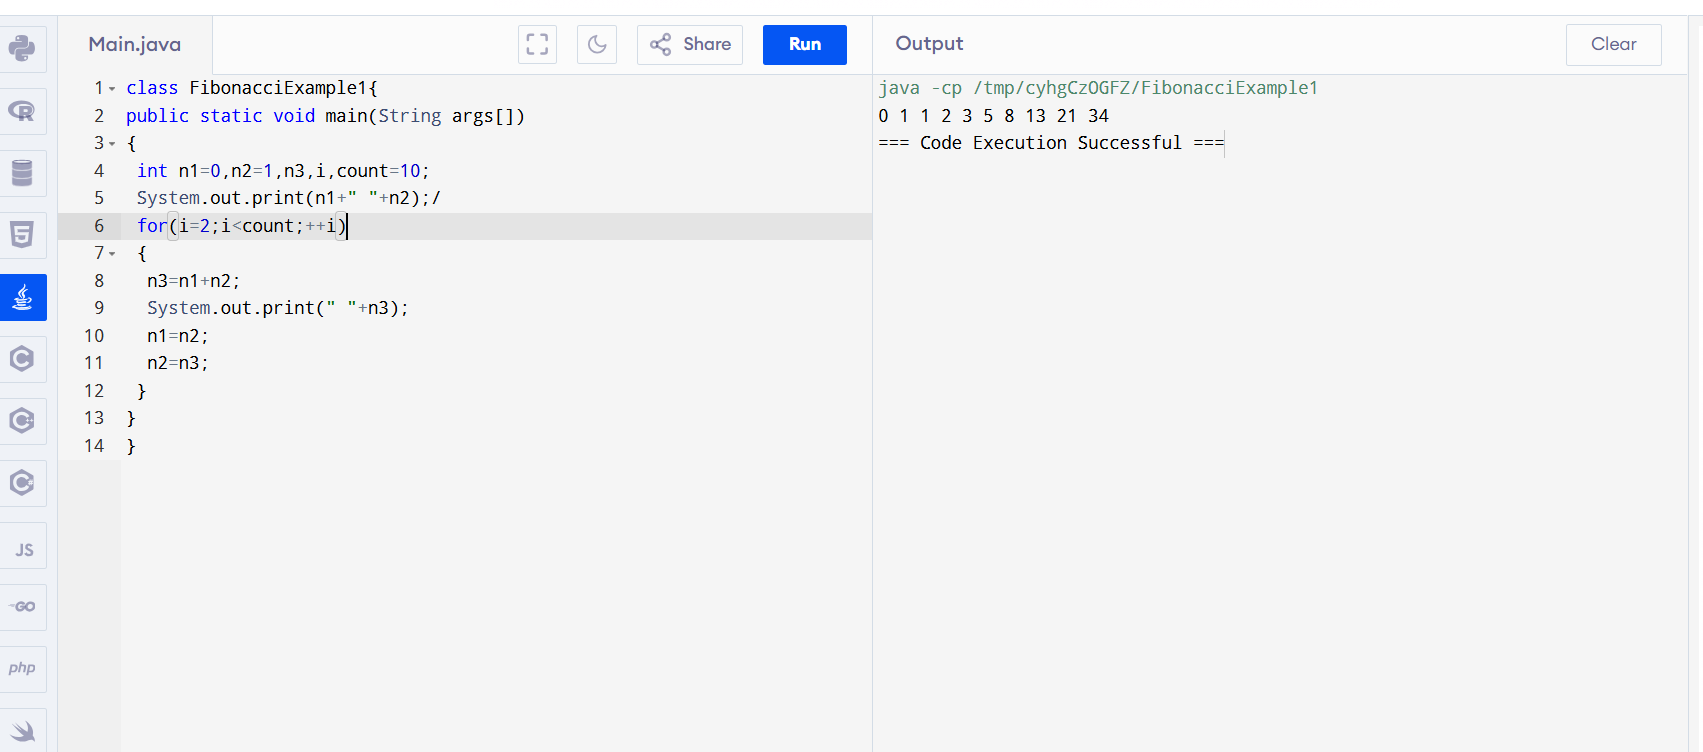 Main.java
Share
Run
Output
Clear
1 class FibonacciExample1{
2 public static void main(String args[])
3 {
4 int n1=0,n2=1,n3,i,count=10;
5 System.out.print(n1+" "+n2);/
6 for(i=2;i<count;++i)
7 {
8 n3=n1+n2;
9 System.out.print(" "+n3);
10 n1=n2;
11 n2=n3;
12 }
13 }
14 }
java -cp /tmp/cyhgCzOGFZ/FibonacciExample1
0 1 1 2 3 5 8 13 21 34
=== Code Execution Successful ===
R
5
C
C++
C#
JS
GO
php